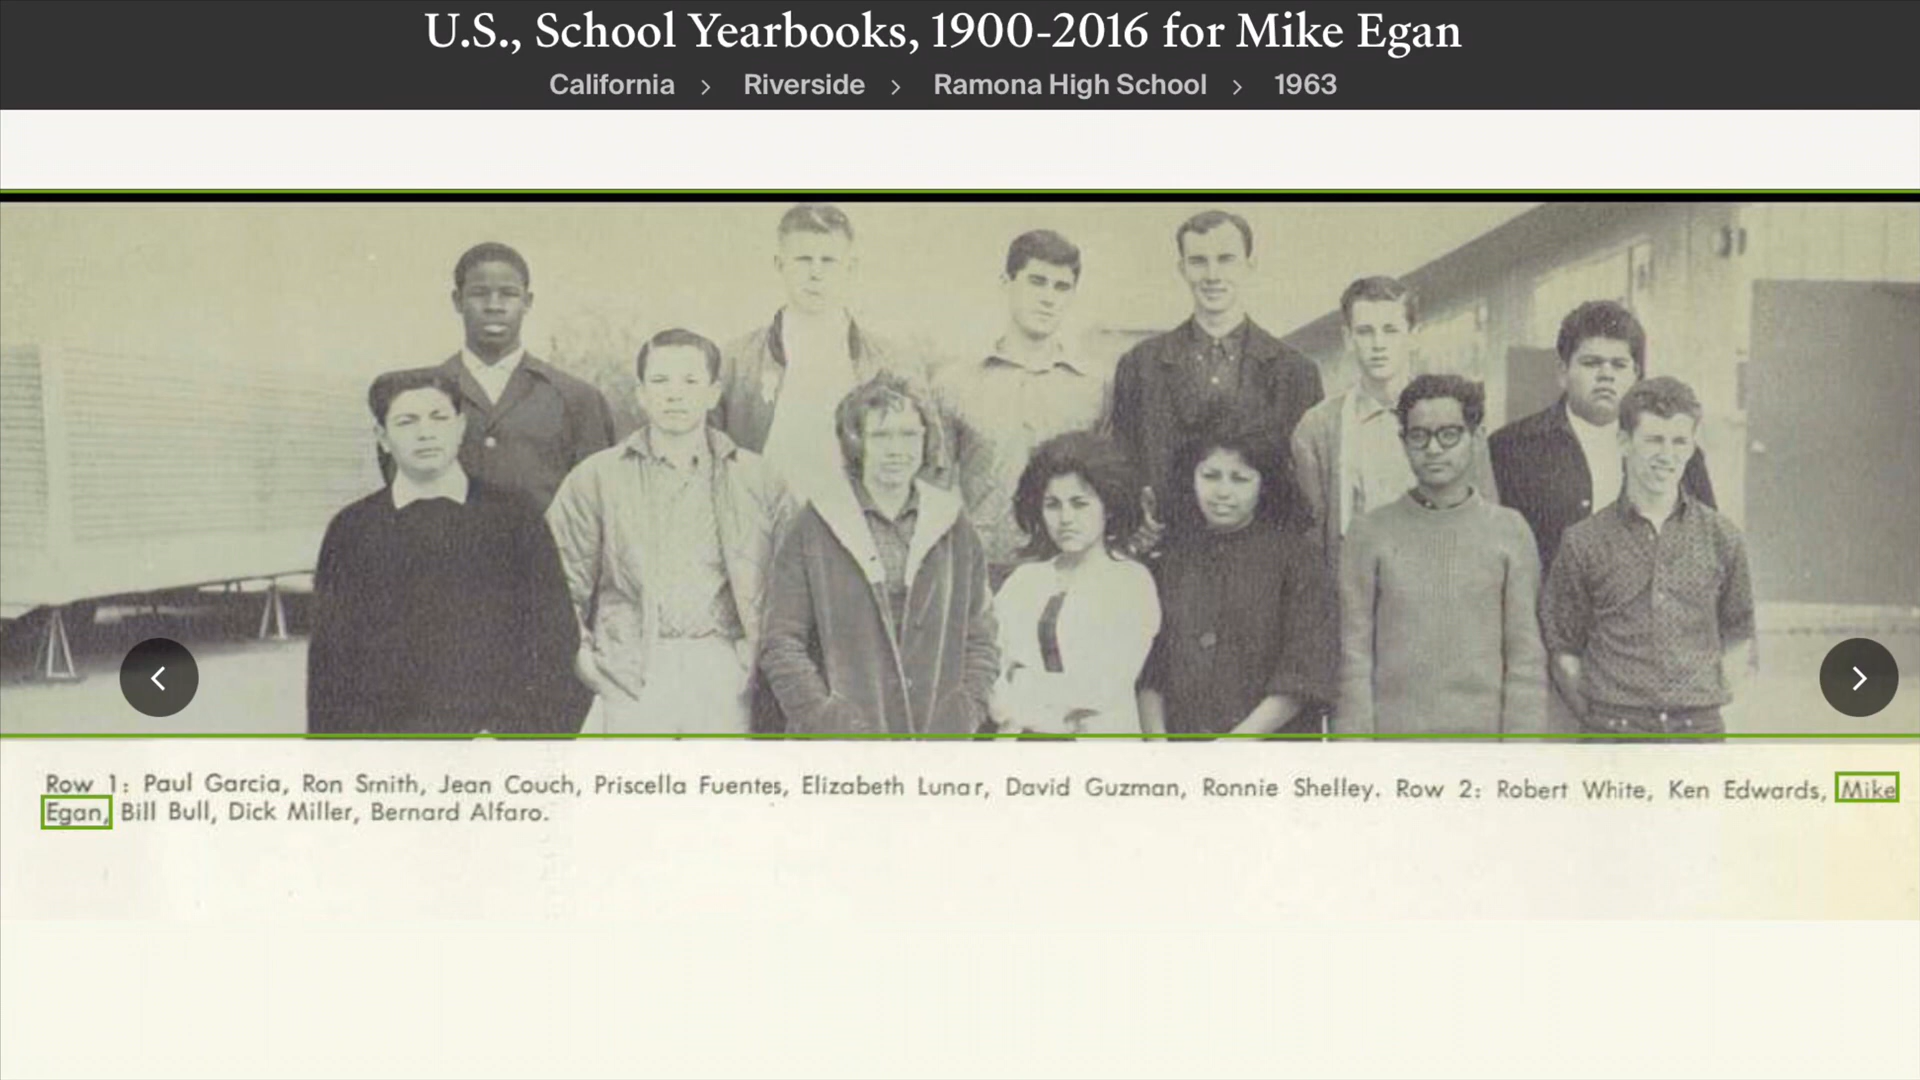 U.S., School Yearbooks, 1900-2016 for Mike Egan
California > Riverside > Ramona High School > 1963
Row 1: Paul Garcia, Ron Smith, Jean Couch, Priscella Fuentes, Elizabeth Lunar, David Guzman, Ronnie Shelley. Row 2: Robert White, Ken Edwards, Mike
Egan, Bill Bull, Dick Miller, Bernard Alfaro.